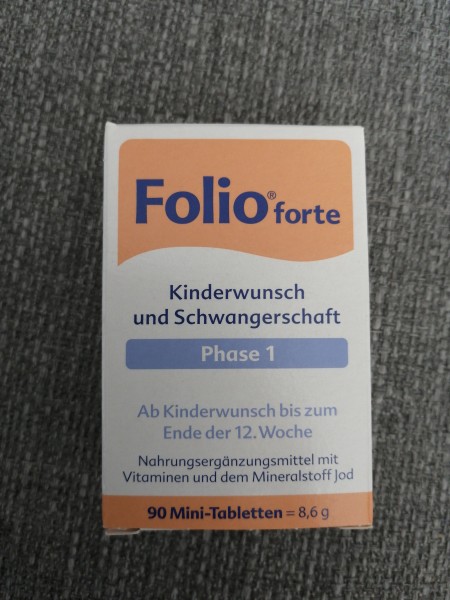 Folio® forte
Kinderwunsch
und Schwangerschaft
Phase 1
Ab Kinderwunsch bis zum
Ende der 12. Woche
Nahrungsergänzungsmittel mit
Vitaminen und dem Mineralstoff Jod
90 Mini-Tabletten = 8,6 g